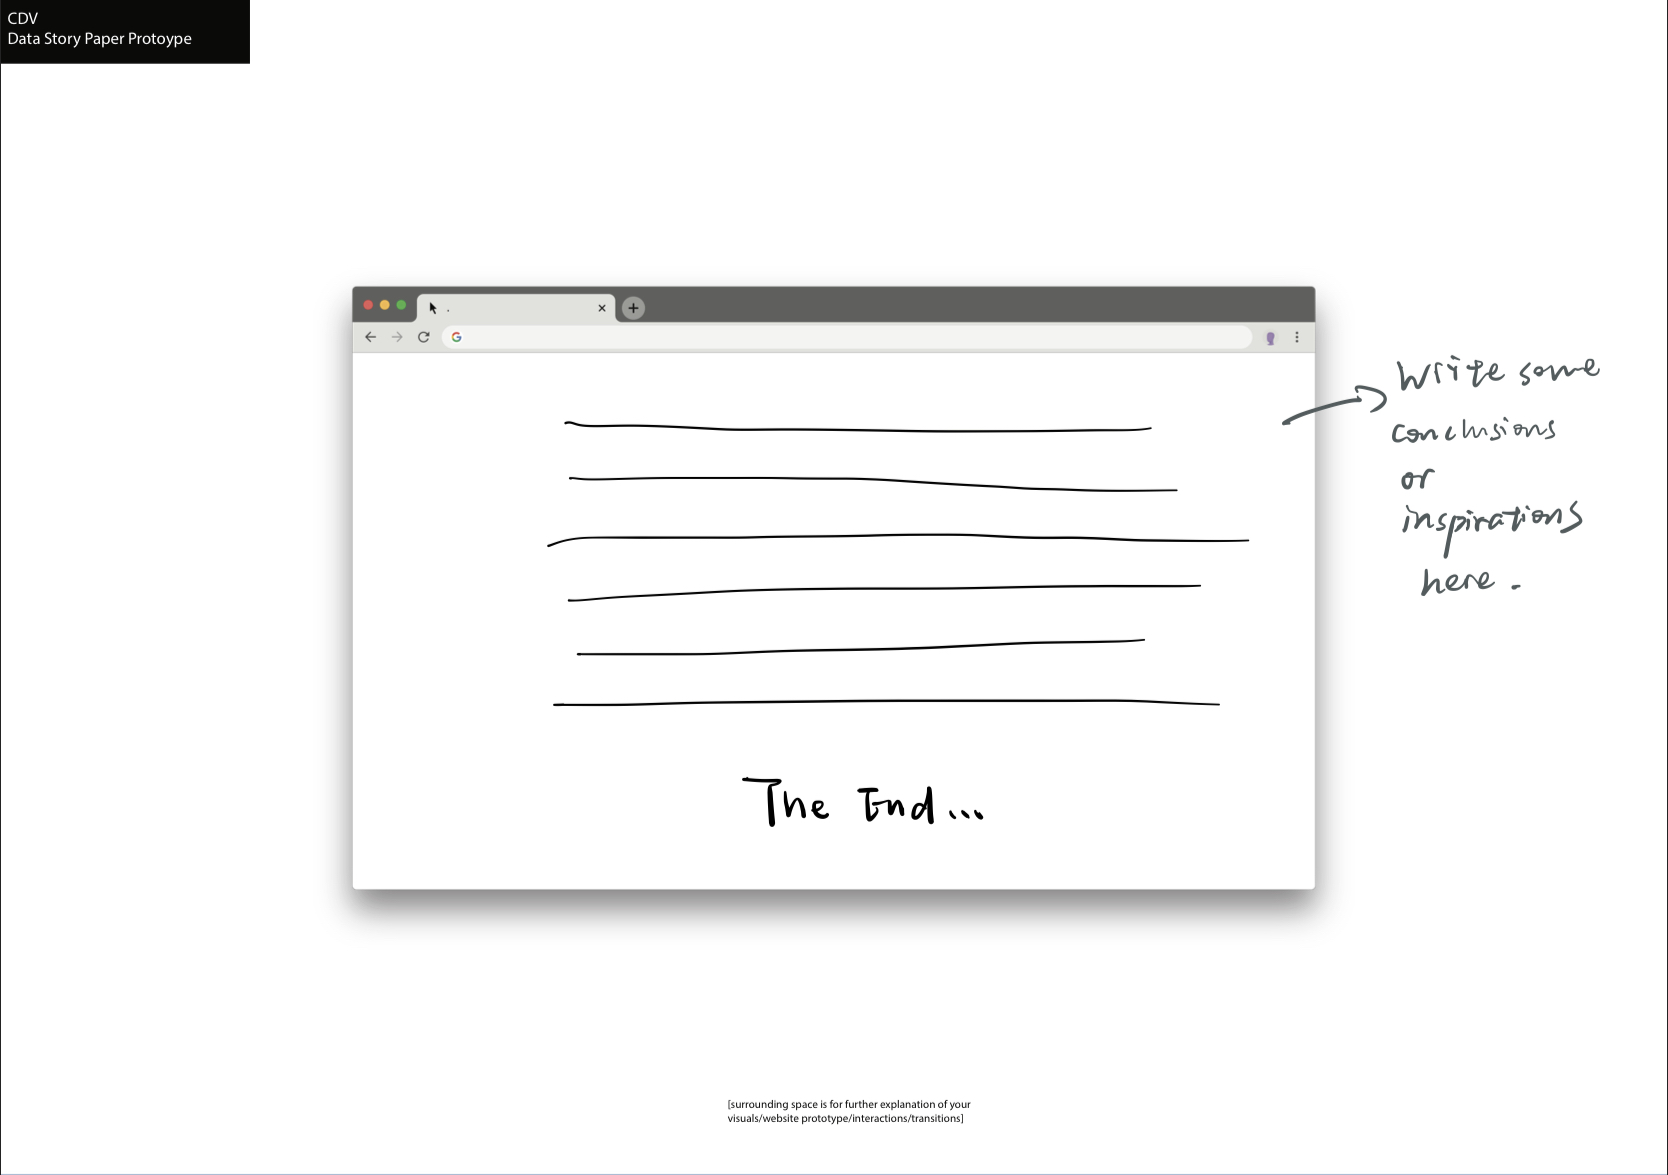 CDV
Data Story Paper Protoype
Write some
conclusions
or
inspirations
here.
The End...
[surrounding space is for further explanation of your
visuals/website prototype/interactions/transitions]